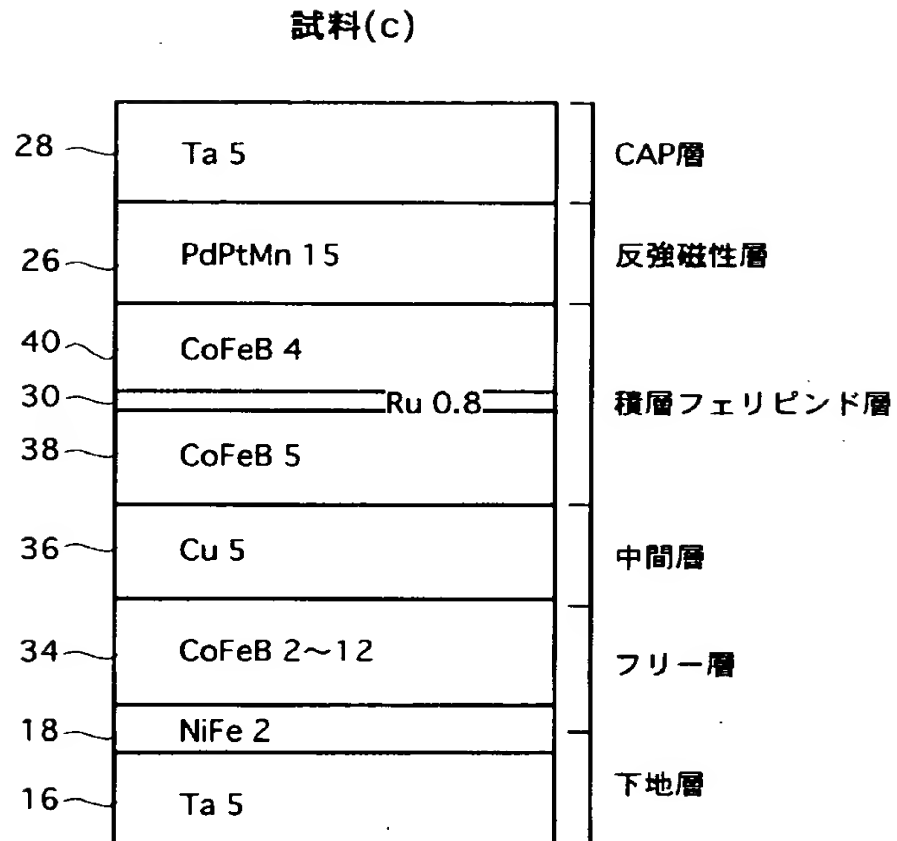 試料(c)
28 Ta 5 CAP層
26 PdPtMn 15 反強磁性層
40 CoFeB 4
30 Ru 0.8 積層フェリピンド層
38 CoFeB 5
36 Cu 5 中間層
34 CoFeB 2～12 フリー層
18 NiFe 2
16 Ta 5 下地層